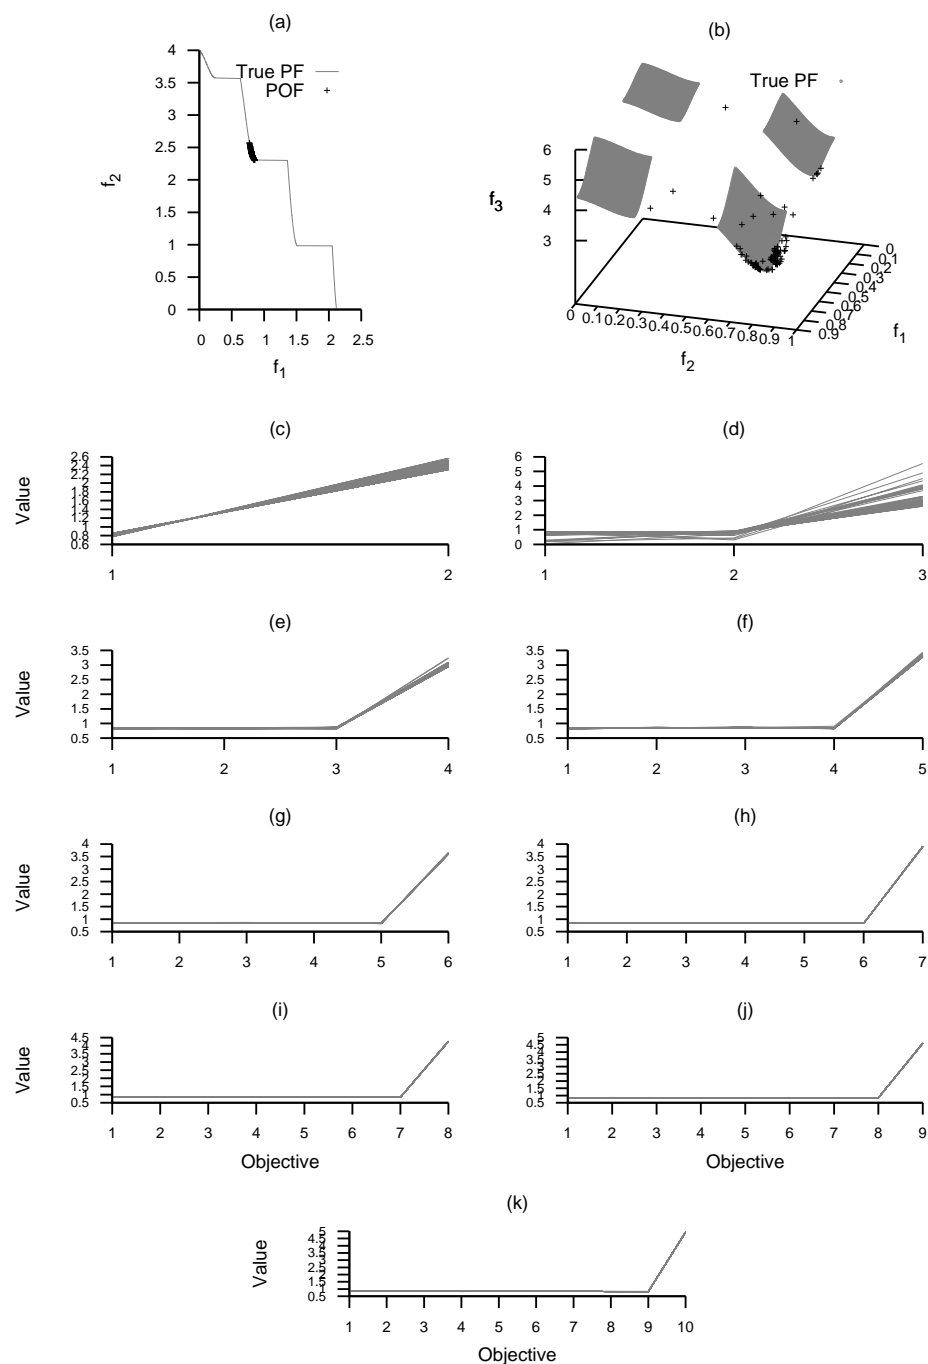 (a)
4
3.5
3
2.5
2
1.5
1
0.5
0
f2
True PF
POF
0 0.5 1 1.5 2 2.5
f1
(b)
True PF
6
5
4
3
f3
0 0.1 0.2 0.3 0.4 0.5 0.6 0.7 0.8 0.9 1
f2
0 0.1 0.2 0.3 0.4 0.5 0.6 0.7 0.8 0.9
f1
(c)
Value
2.6
2.4
2.2
2
1.8
1.6
1.4
1.2
1
0.8
0.6
1 2
(d)
6
5
4
3
2
1
0
1 2 3
(e)
Value
3.5
3
2.5
2
1.5
1
0.5
1 2 3 4
(f)
3.5
3
2.5
2
1.5
1
0.5
1 2 3 4 5
(g)
Value
4
3.5
3
2.5
2
1.5
1
0.5
1 2 3 4 5 6
(h)
4
3.5
3
2.5
2
1.5
1
0.5
1 2 3 4 5 6 7
(i)
Value
4.5
4
3.5
3
2.5
2
1.5
1
0.5
1 2 3 4 5 6 7 8
Objective
(j)
5
4.5
4
3.5
3
2.5
2
1.5
1
0.5
1 2 3 4 5 6 7 8 9
Objective
(k)
Value
5
4.5
4
3.5
3
2.5
2
1.5
1
0.5
1 2 3 4 5 6 7 8 9 10
Objective